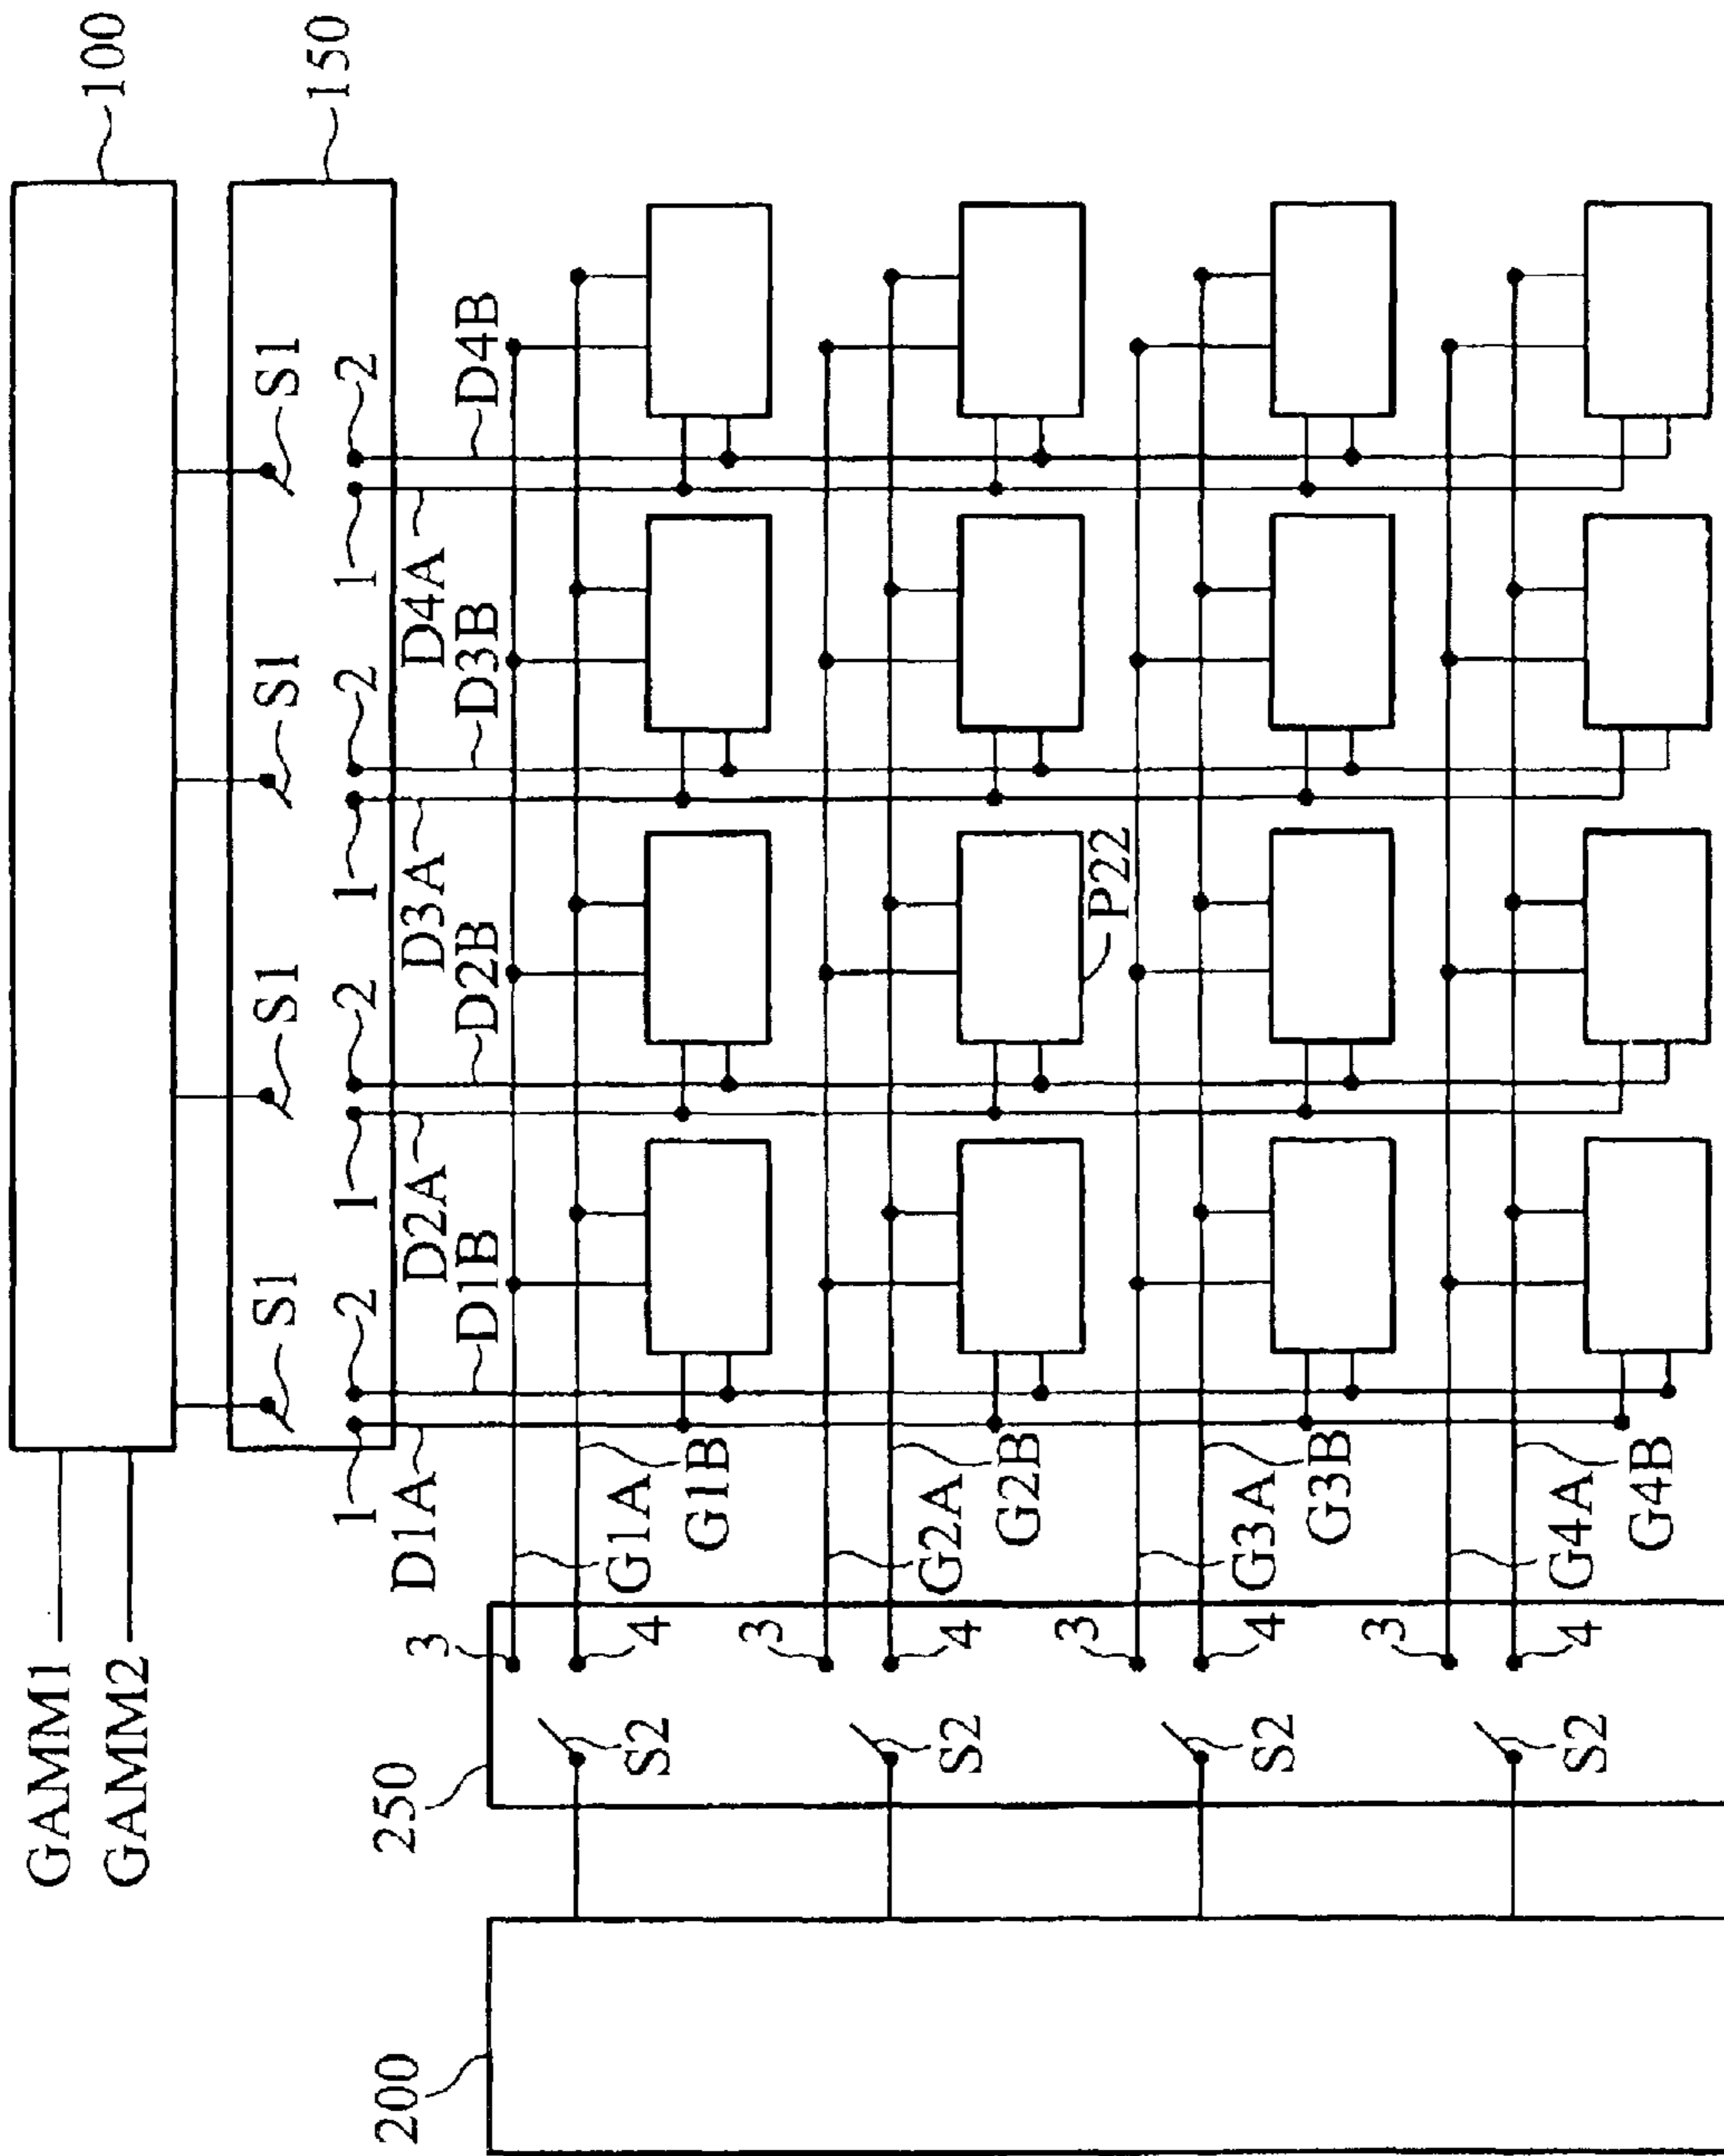 GAMM1
GAMM2
100
150
S1 S1 S1 S1
1 2 1 2 1 2 1 2
D1A D2A D3A D4A
D1B D2B D3B D4B
200
250
3
4
S2
G1A
G1B
3
4
S2
G2A
G2B
P22
3
4
S2
G3A
G3B
3
4
S2
G4A
G4B